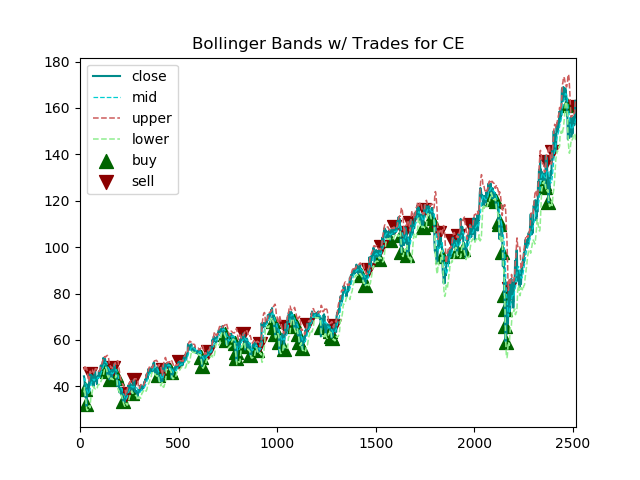 Bollinger Bands w/ Trades for CE
180
160
140
120
100
80
60
40
close
mid
upper
lower
buy
sell
0 500 1000 1500 2000 2500